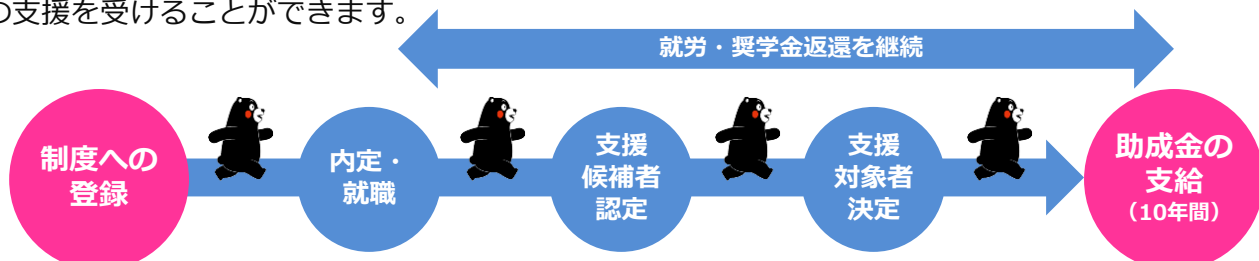 の支援を受けることができます。
就労・奨学金返還を継続
制度への
登録
内定・
就職
支援
候補者
認定
支援
対象者
決定
助成金の
支給
（10年間）